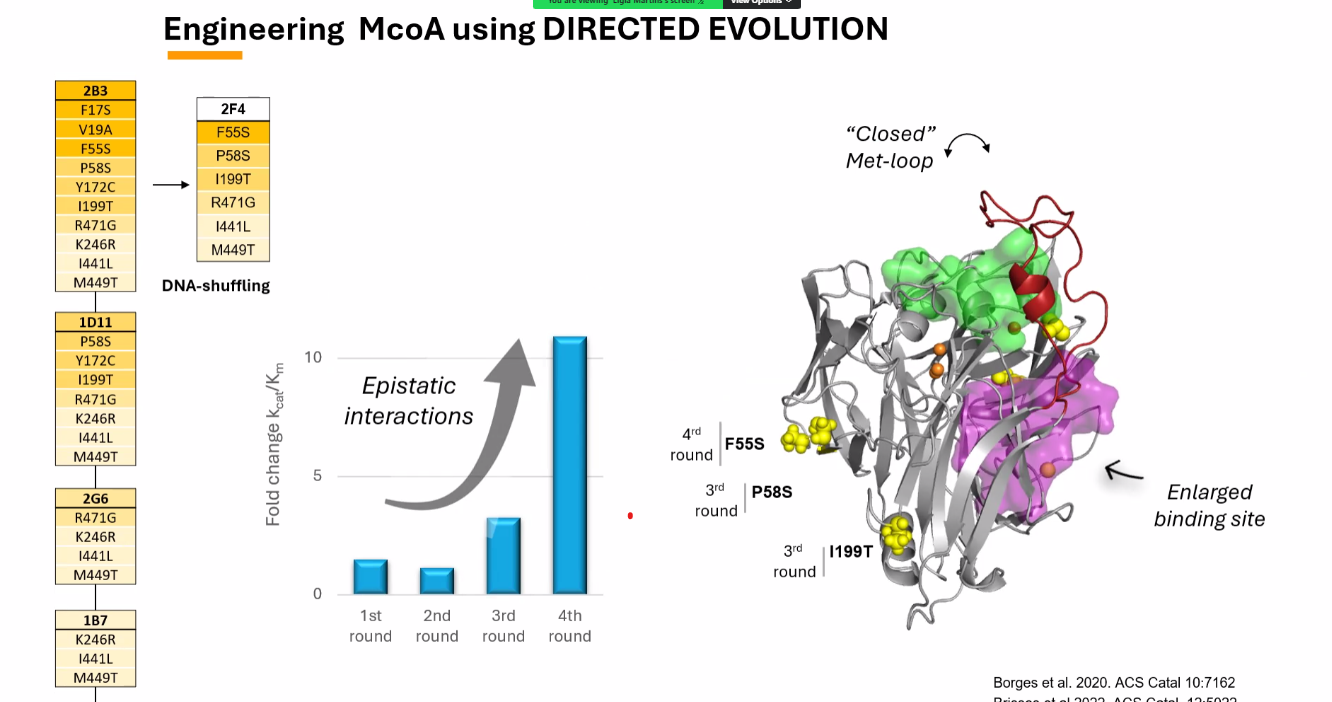 You are viewing Ligia Martins's screen
View Options
Engineering McoA using DIRECTED EVOLUTION
2B3
F17S
V19A
F55S
P58S
Y172C
I199T
R471G
K246R
I441L
M449T
2F4
F55S
P58S
I199T
R471G
I441L
M449T
DNA-shuffling
1D11
P58S
Y172C
I199T
R471G
K246R
I441L
M449T
2G6
R471G
K246R
I441L
M449T
1B7
K246R
I441L
M449T
Fold change kcat/Km
10
5
0
Epistatic
interactions
1st
round
2nd
round
3rd
round
4th
round
“Closed”
Met-loop
4rd
round
F55S
3rd
round
P58S
3rd
round
I199T
Enlarged
binding site
Borges et al. 2020. ACS Catal 10:7162